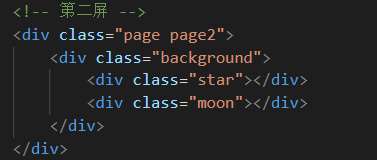 <!-- 第二屏 -->
<div class="page page2">
    <div class="background">
        <div class="star"></div>
        <div class="moon"></div>
    </div>
</div>